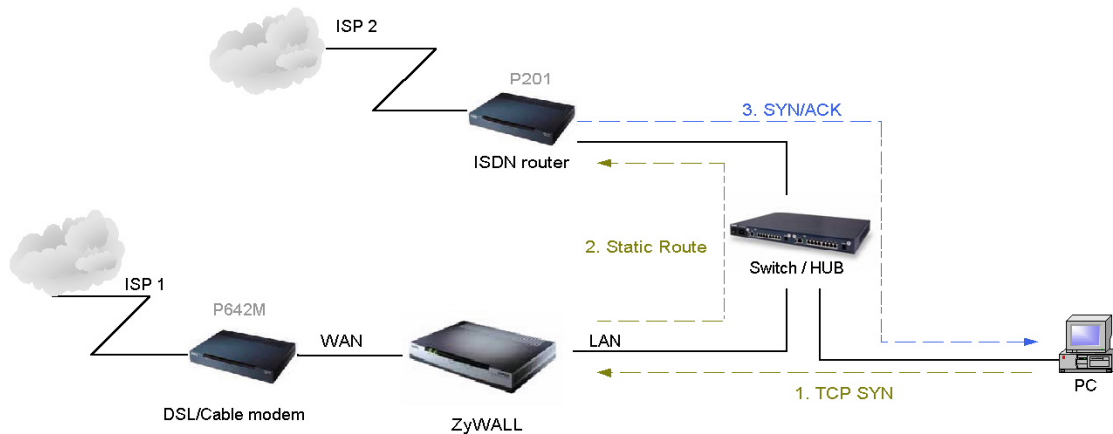 ISP 2
P201
3. SYN/ACK
ISDN router
2. Static Route
Switch / HUB
ISP 1
P642M
WAN
LAN
PC
1. TCP SYN
DSL/Cable modem
ZyWALL